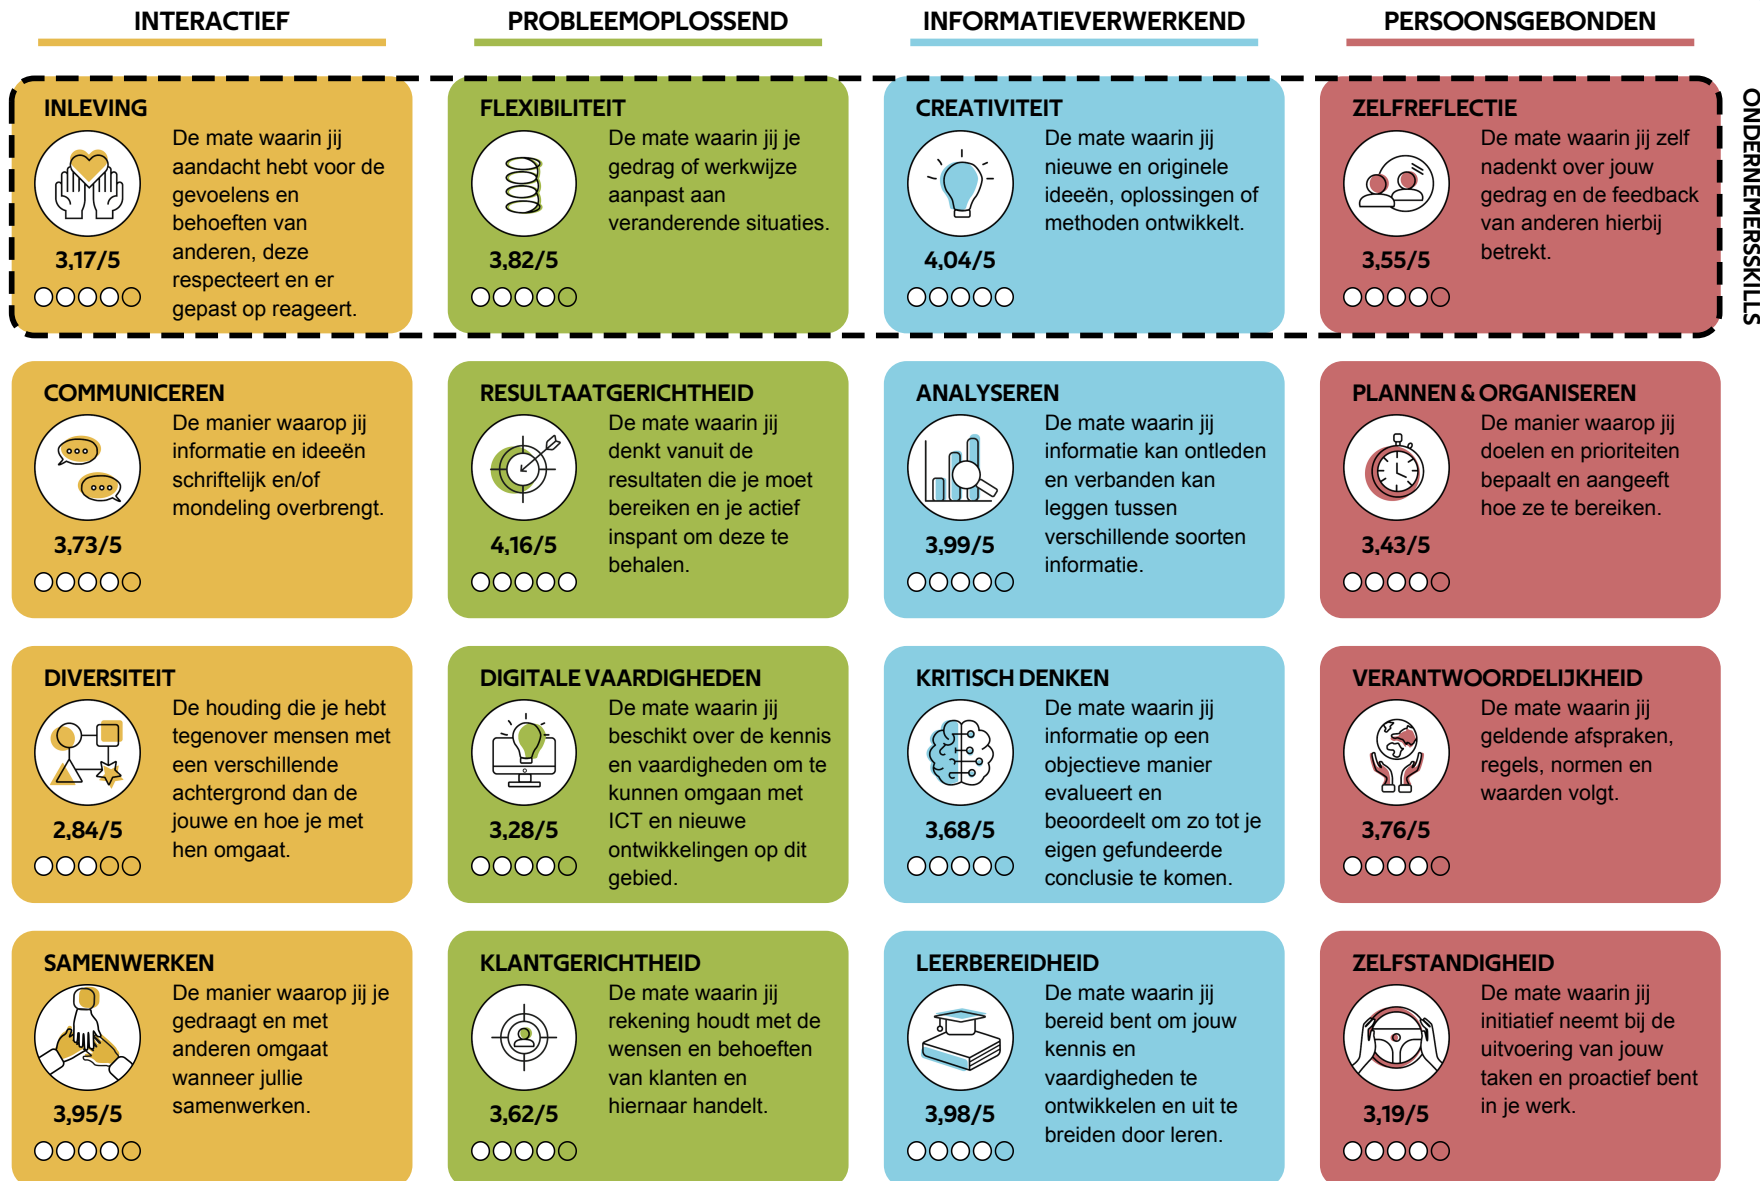 INTERACTIEF
PROBLEEMOPLOSSEND
INFORMATIEVERWERKEND
PERSOONSGEBONDEN
ONDERNEMERSSKILLS
INLEVING
De mate waarin jij
aandacht hebt voor de
gevoelens en
behoeften van
anderen, deze
respecteert en er
gepast op reageert.
3,17/5
FLEXIBILITEIT
De mate waarin jij je
gedrag of werkwijze
aanpast aan
veranderende situaties.
3,82/5
CREATIVITEIT
De mate waarin jij
nieuwe en originele
ideeën, oplossingen of
methoden ontwikkelt.
4,04/5
ZELFREFLECTIE
De mate waarin jij zelf
nadenkt over jouw
gedrag en de feedback
van anderen hierbij
betrekt.
3,55/5
COMMUNICEREN
De manier waarop jij
informatie en ideeën
schriftelijk en/of
mondeling overbrengt.
3,73/5
RESULTAATGERICHTHEID
De mate waarin jij
denkt vanuit de
resultaten die je moet
bereiken en je actief
inspant om deze te
behalen.
4,16/5
ANALYSEREN
De mate waarin jij
informatie kan ontleden
en verbanden kan
leggen tussen
verschillende soorten
informatie.
3,99/5
PLANNEN & ORGANISEREN
De manier waarop jij
doelen en prioriteiten
bepaalt en aangeeft
hoe ze te bereiken.
3,43/5
DIVERSITEIT
De houding die je hebt
tegenover mensen met
een verschillende
achtergrond dan de
jouwe en hoe je met
hen omgaat.
2,84/5
DIGITALE VAARDIGHEDEN
De mate waarin jij
beschikt over de kennis
en vaardigheden om te
kunnen omgaan met
ICT en nieuwe
ontwikkelingen op dit
gebied.
3,28/5
KRITISCH DENKEN
De mate waarin jij
informatie op een
objectieve manier
evalueert en
beoordeelt om zo tot je
eigen gefundeerde
conclusie te komen.
3,68/5
VERANTWOORDELIJKHEID
De mate waarin jij
geldende afspraken,
regels, normen en
waarden volgt.
3,76/5
SAMENWERKEN
De manier waarop jij je
gedraagt en met
anderen omgaat
wanneer jullie
samenwerken.
3,95/5
KLANTGERICHTHEID
De mate waarin jij
rekening houdt met de
wensen en behoeften
van klanten en
hiernaar handelt.
3,62/5
LEERBEREIDHEID
De mate waarin jij
bereid bent om jouw
kennis en
vaardigheden te
ontwikkelen en uit te
breiden door leren.
3,98/5
ZELFSTANDIGHEID
De mate waarin jij
initiatief neemt bij de
uitvoering van jouw
taken en proactief bent
in je werk.
3,19/5